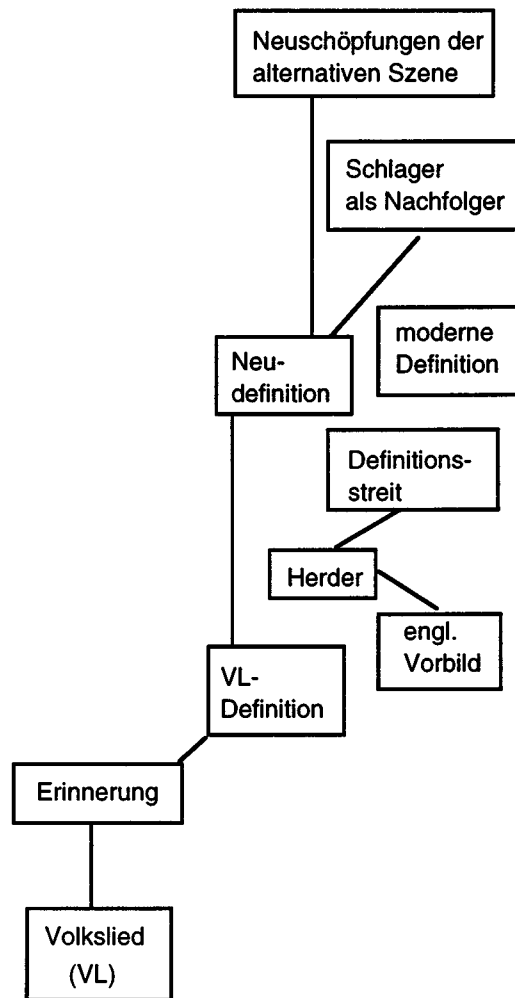 Neuschöpfungen der
alternativen Szene
Schlager
als Nachfolger
moderne
Definition
Neu-
definition
Definitions-
streit
Herder
engl.
Vorbild
VL-
Definition
Erinnerung
Volkslied
(VL)